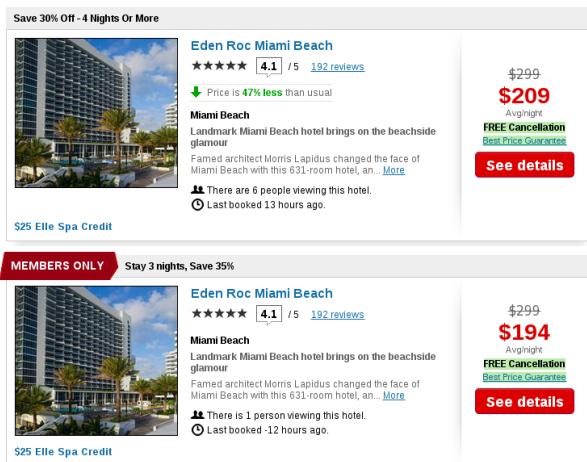 Save 30% Off - 4 Nights Or More
Eden Roc Miami Beach
4.1 / 5 192 reviews
Price is 47% less than usual
Miami Beach
Landmark Miami Beach hotel brings on the beachside
glamour
Famed architect Morris Lapidus changed the face of
Miami Beach with this 631-room hotel, an... More
There are 6 people viewing this hotel.
Last booked 13 hours ago.
$25 Elle Spa Credit
$299
$209
Avg/night
FREE Cancellation
Best Price Guarantee
See details
MEMBERS ONLY Stay 3 nights, Save 35%
Eden Roc Miami Beach
4.1 / 5 192 reviews
Miami Beach
Landmark Miami Beach hotel brings on the beachside
glamour
Famed architect Morris Lapidus changed the face of
Miami Beach with this 631-room hotel, an... More
There is 1 person viewing this hotel.
Last booked -12 hours ago.
$25 Elle Spa Credit
$299
$194
Avg/night
FREE Cancellation
Best Price Guarantee
See details